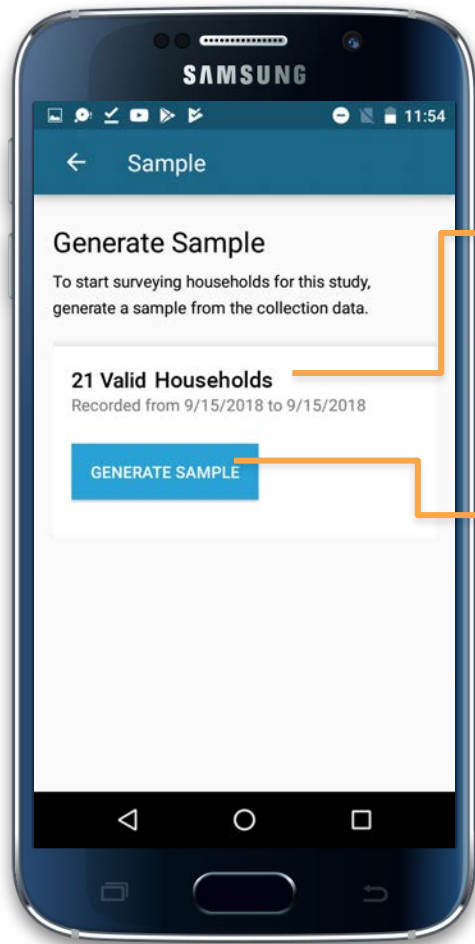 SAMSUNG
11:54
Sample
Generate Sample
To start surveying households for this study,
generate a sample from the collection data.
21 Valid Households
Recorded from 9/15/2018 to 9/15/2018
GENERATE SAMPLE